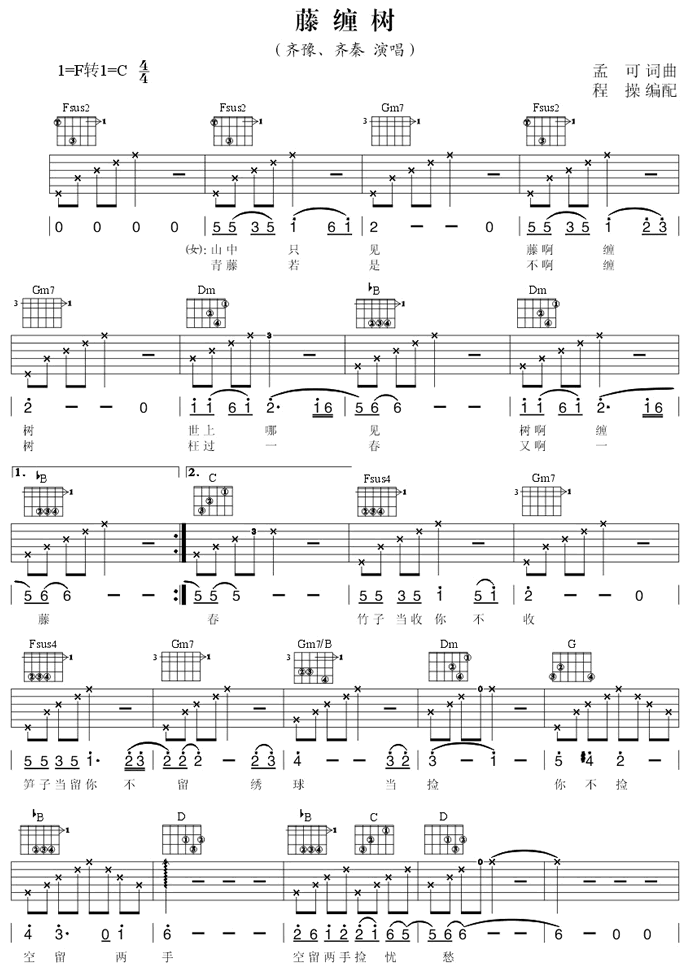 藤缠树
(齐豫、齐秦 演唱)
1=F转1=C 4/4
孟 可 词曲
程 操 编配
Fsus2 Fsus2 Gm7 Fsus2
0 0 0 0 5 5 3 5 1 6 1 2 — — 0 5 5 3 5 1 2 3
(女): 山 中 只 见 藤 啊 缠
青 藤 若 是 不 啊 缠
Gm7 Dm ♭B Dm
2 — — 0 1 1 6 1 2· 1 6 5 6 6 — — 1 1 6 1 2·
树 世 上 哪 见 树 啊 缠
树 枉 过 一 春 又 啊 一
1. 2.
♭B C Fsus4 Gm7
5 6 6 — — 5 5 5 — — 5 5 3 5 1 5 1 2 — — 0
藤 春 竹 子 当 收 你 不 收
Fsus4 Gm7 Gm7/B Dm G
5 5 3 5 1· 2 3 2 2 2 — 2 3 1 — — 3 2 3 — 1 — 5 #4 2 —
笋 子 当 留 你 不 留 绣 球 当 捡 你 不 捡
♭B D ♭B C D
4 3· 0 1 6 — — — 1 2 1 6 1 2 2 1 6 5 5 6 6 — 6 — 0 0
空 留 两 手 空 留 两 手 捡 忧 愁